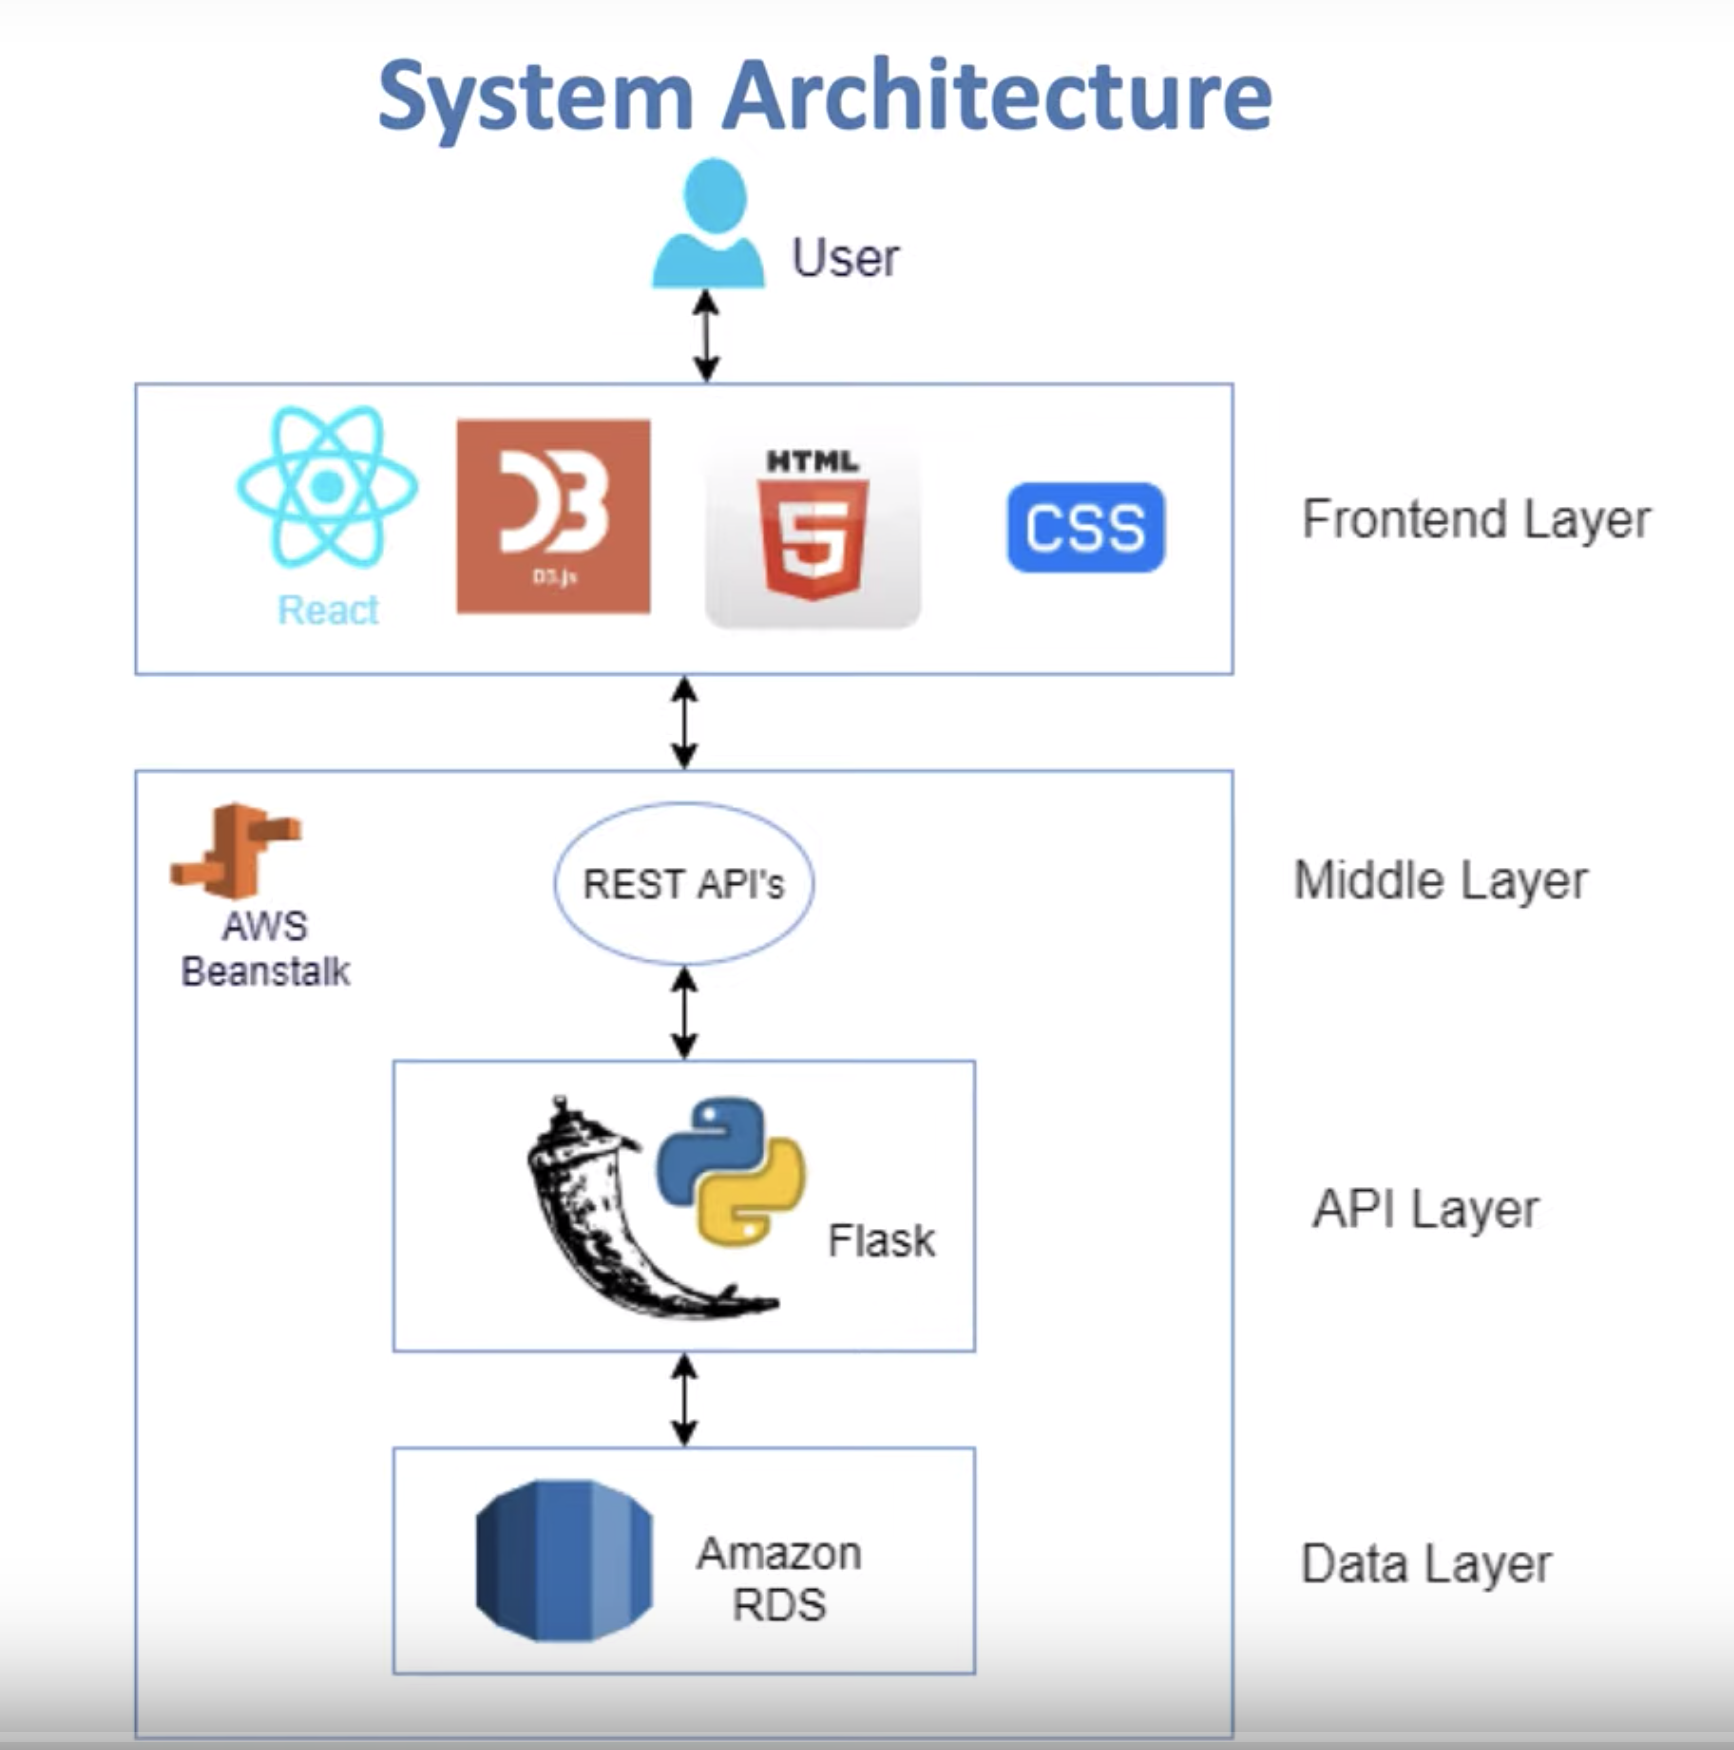 System Architecture
User
React
D3
D3.js
HTML
5
CSS
Frontend Layer
AWS
Beanstalk
REST API's
Middle Layer
Flask
API Layer
Amazon
RDS
Data Layer